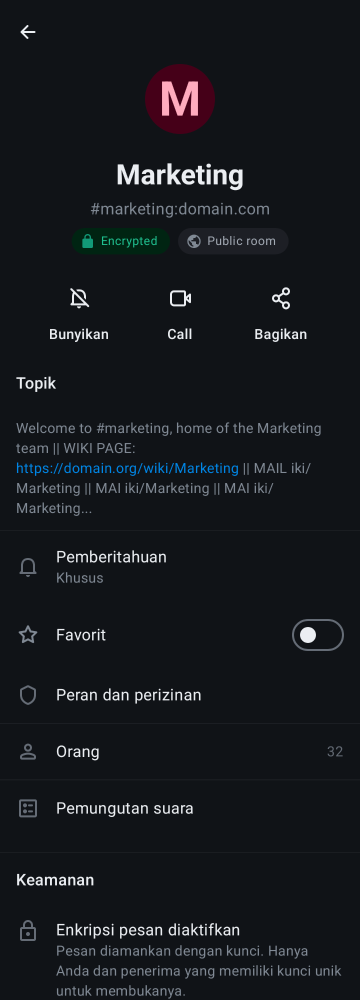 M
Marketing
#marketing:domain.com
Encrypted
Public room
Bunyikan
Call
Bagikan
Topik
Welcome to #marketing, home of the Marketing
team || WIKI PAGE:
https://domain.org/wiki/Marketing || MAIL iki/
Marketing || MAI iki/Marketing || MAI iki/
Marketing...
Pemberitahuan
Khusus
Favorit
Peran dan perizinan
Orang
32
Pemungutan suara
Keamanan
Enkripsi pesan diaktifkan
Pesan diamankan dengan kunci. Hanya
Anda dan penerima yang memiliki kunci unik
untuk membukanya.